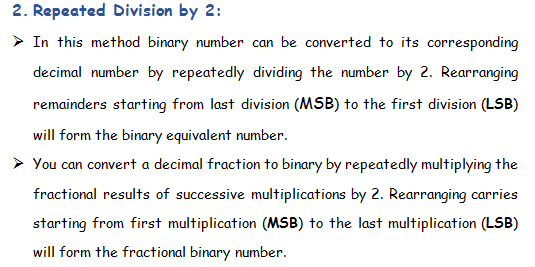 2. Repeated Division by 2:
➢ In this method binary number can be converted to its corresponding
decimal number by repeatedly dividing the number by 2. Rearranging
remainders starting from last division (MSB) to the first division (LSB)
will form the binary equivalent number.
➢ You can convert a decimal fraction to binary by repeatedly multiplying the
fractional results of successive multiplications by 2. Rearranging carries
starting from first multiplication (MSB) to the last multiplication (LSB)
will form the fractional binary number.